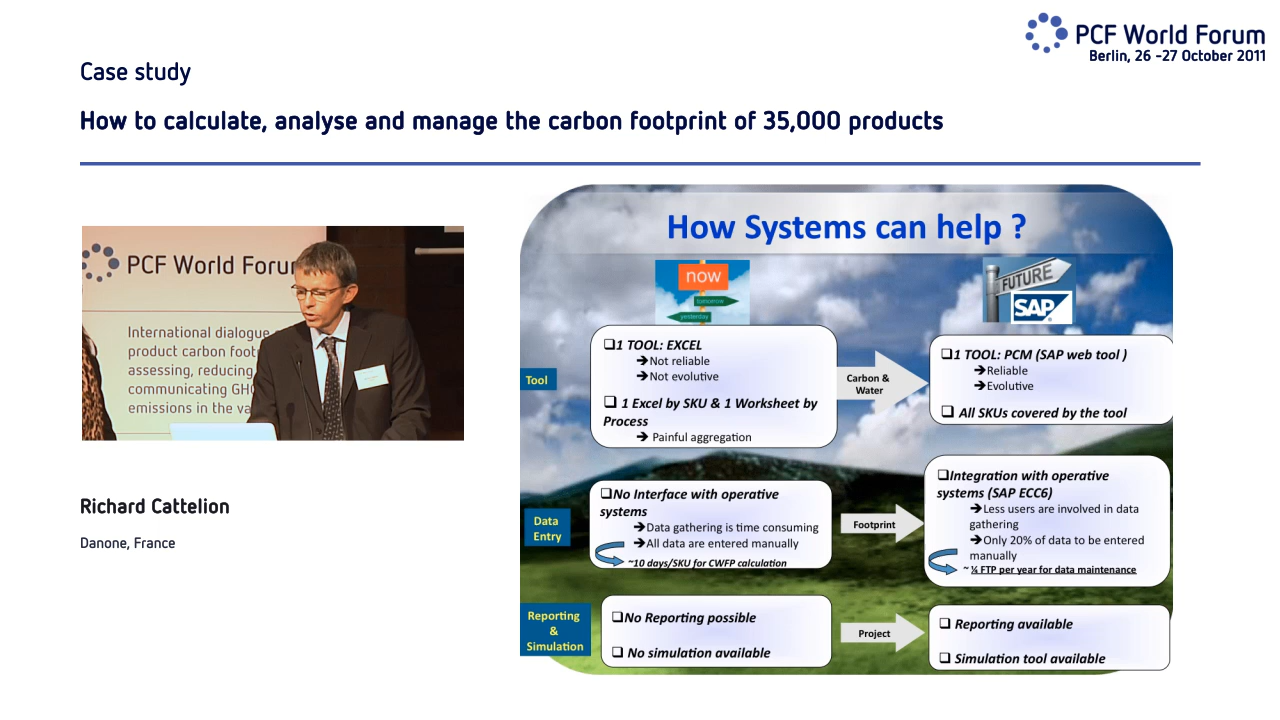 PCF World Forum
Berlin, 26 -27 October 2011
Case study
How to calculate, analyse and manage the carbon footprint of 35,000 products
PCF World Foru
International dialogue
product carbon foot
assessing, reducing
communicating GHG
emissions in the va
Richard Cattelion
Danone, France
How Systems can help ?
now
tomorrow
yesterday
FUTURE
SAP
Tool
1 TOOL: EXCEL
Not reliable
Not evolutive
1 Excel by SKU & 1 Worksheet by
Process
Painful aggregation
Carbon &
Water
1 TOOL: PCM (SAP web tool )
Reliable
Evolutive
All SKUs covered by the tool
Data
Entry
No Interface with operative
systems
Data gathering is time consuming
All data are entered manually
~10 days/SKU for CWFP calculation
Footprint
Integration with operative
systems (SAP ECC6)
Less users are involved in data
gathering
Only 20% of data to be entered
manually
~ ¼ FTP per year for data maintenance
Reporting
&
Simulation
No Reporting possible
No simulation available
Project
Reporting available
Simulation tool available